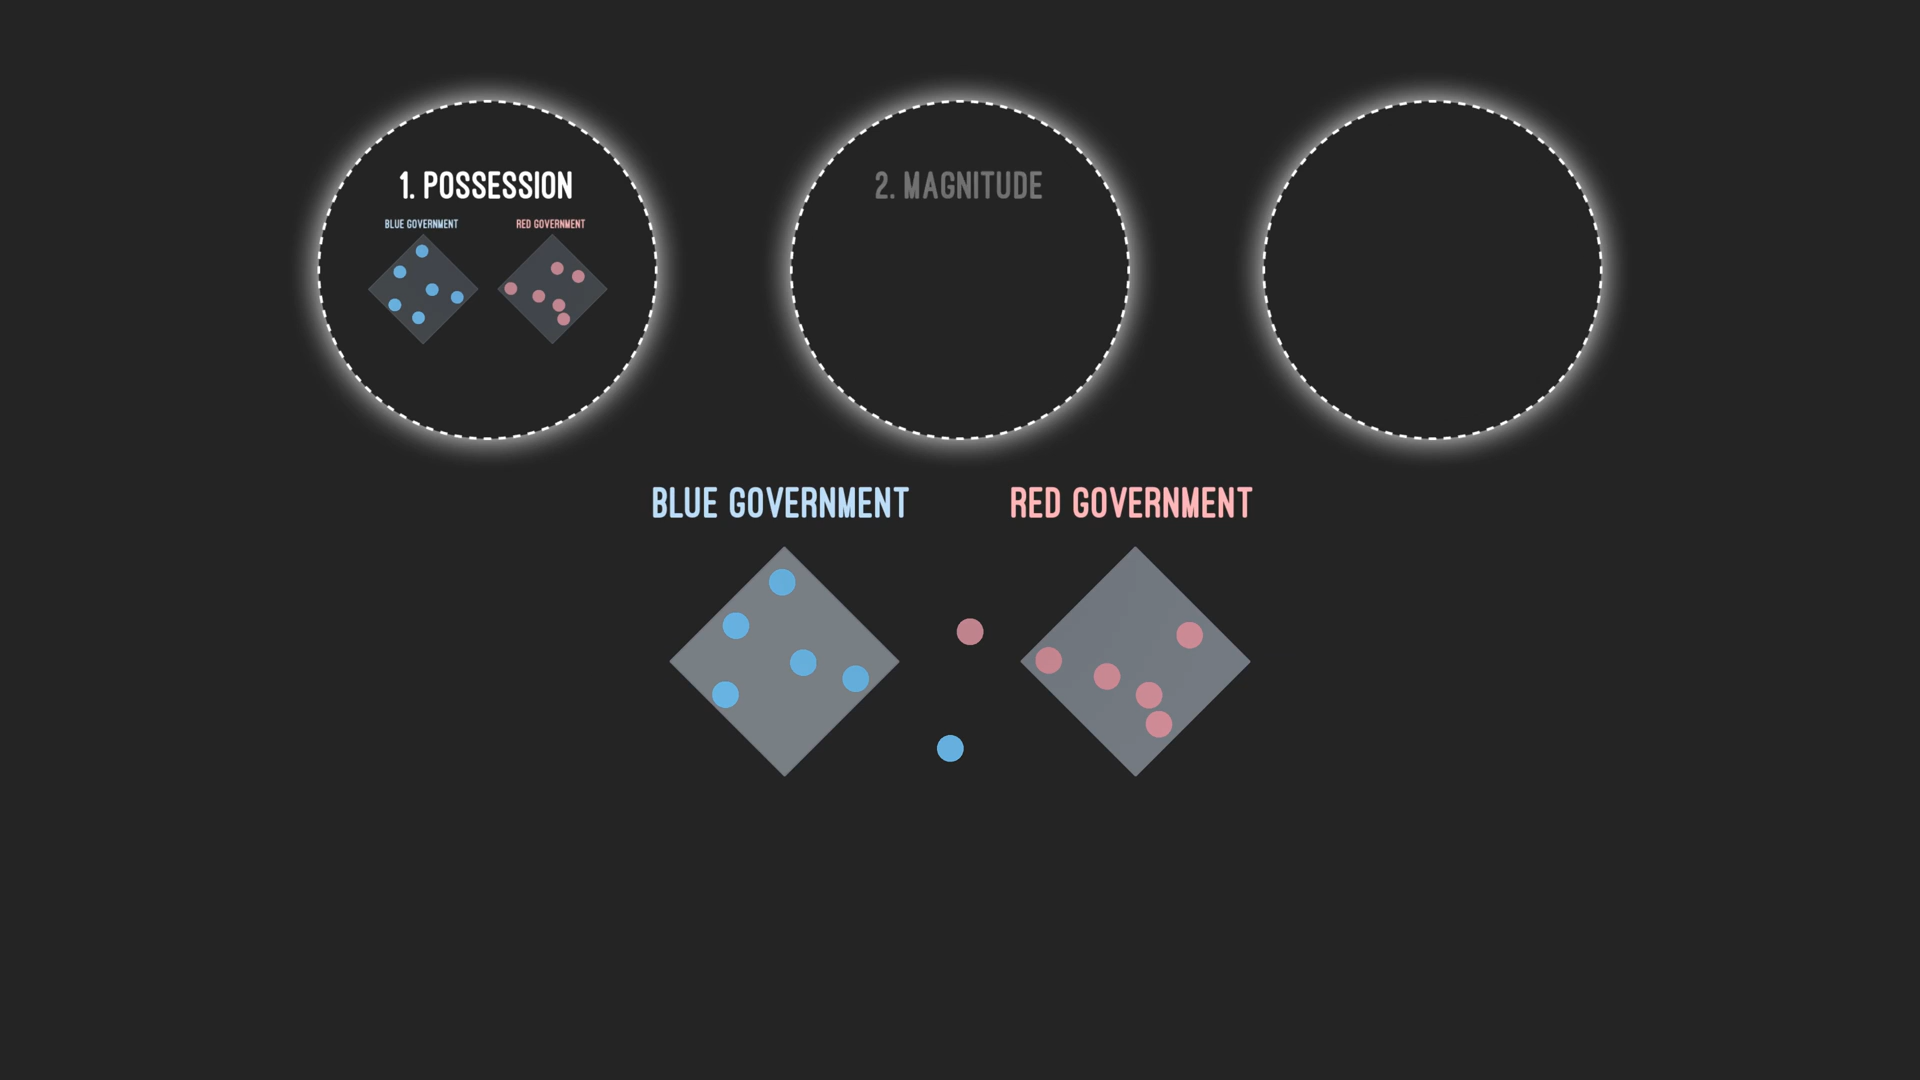 1. POSSESSION
BLUE GOVERNMENT
RED GOVERNMENT
2. MAGNITUDE
BLUE GOVERNMENT
RED GOVERNMENT